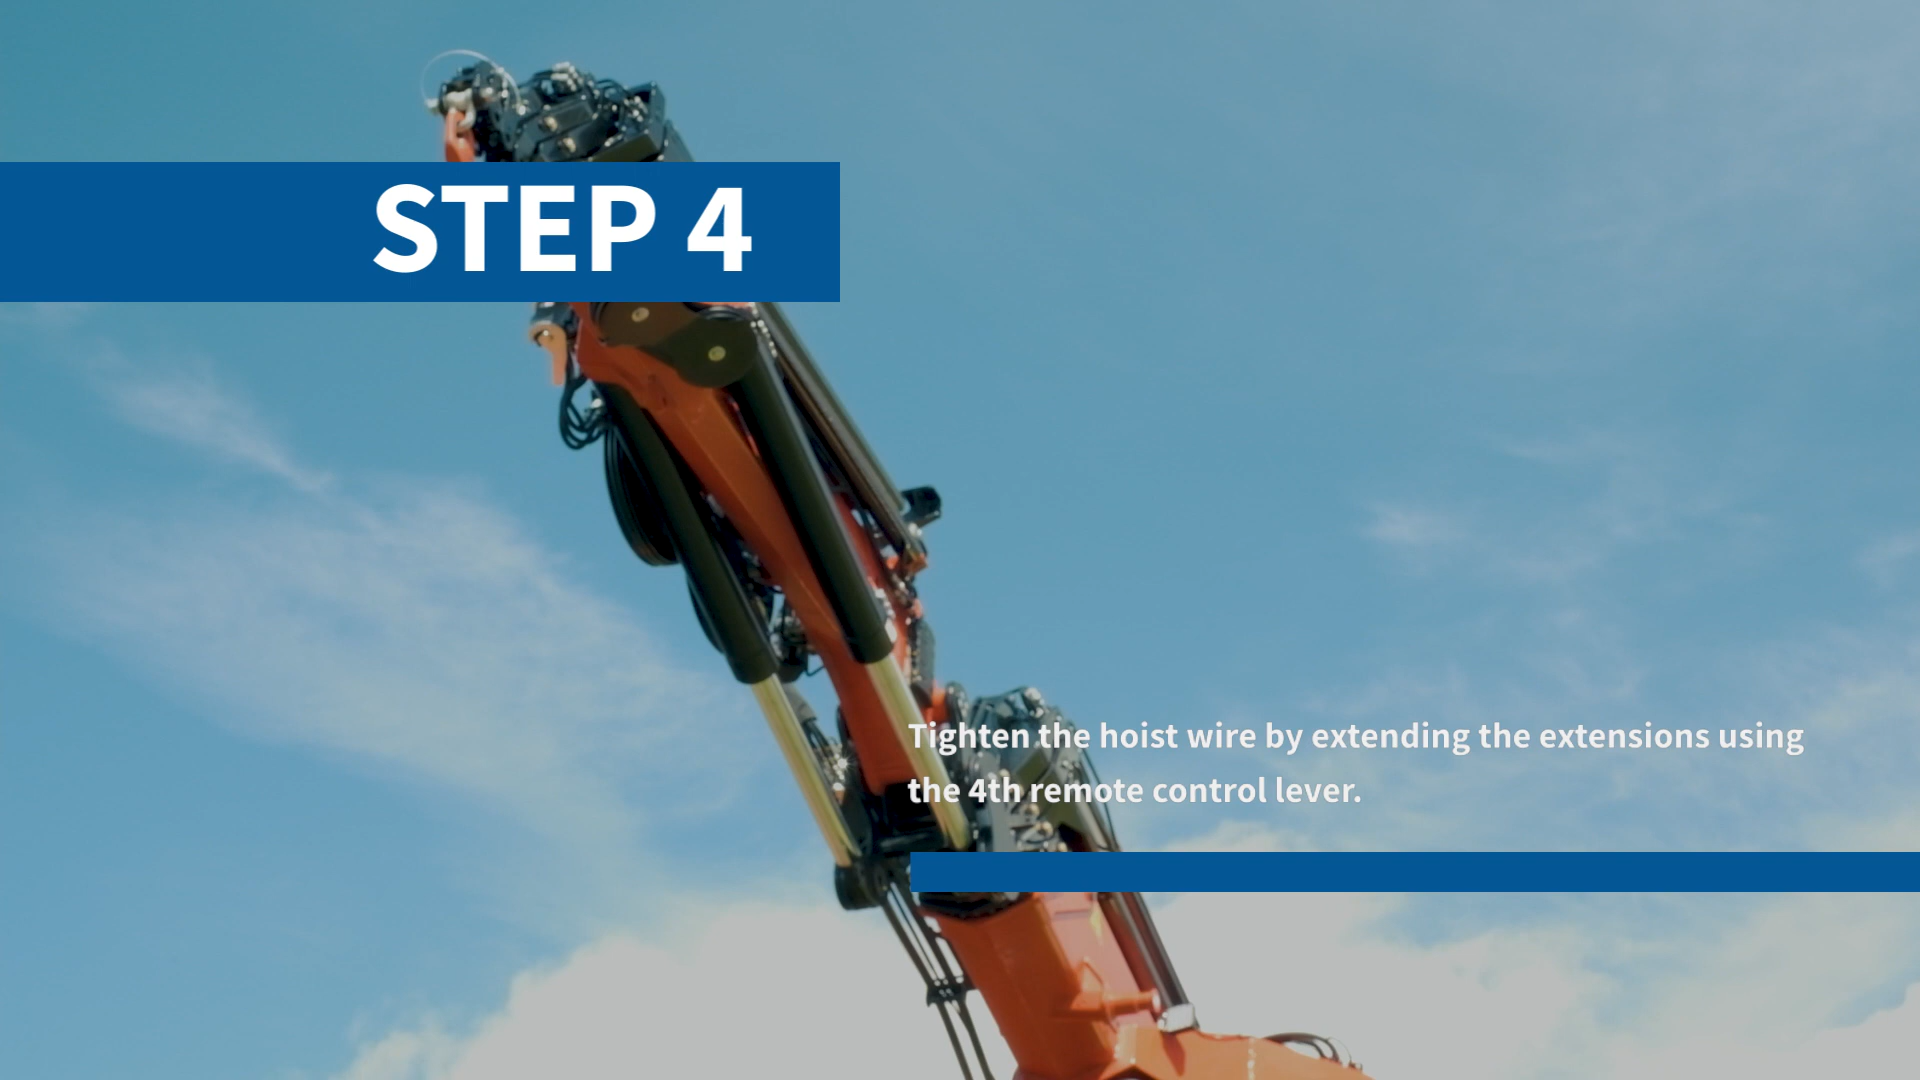 STEP 4
Tighten the hoist wire by extending the extensions using
the 4th remote control lever.